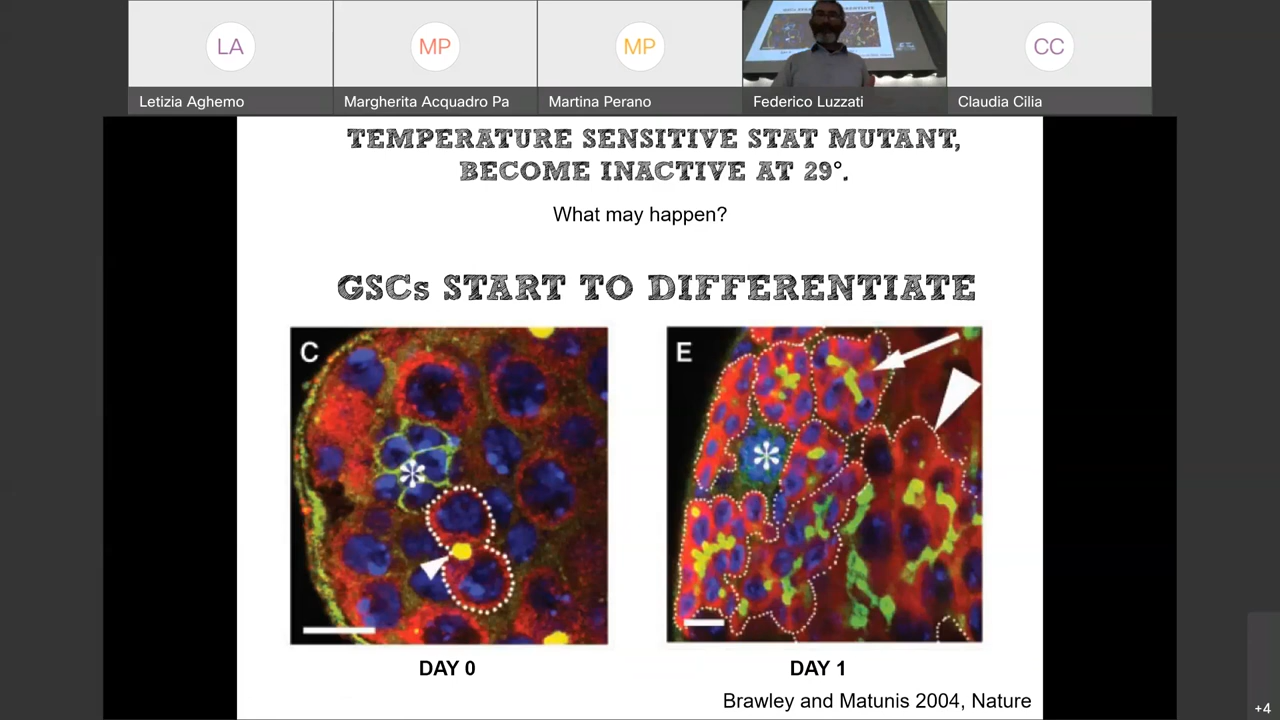 LA
MP
MP
CC
Letizia Aghemo
Margherita Acquadro Pa
Martina Perano
Federico Luzzati
Claudia Cilia
TEMPERATURE SENSITIVE STAT MUTANT,
BECOME INACTIVE AT 29°.
What may happen?
GSCs START TO DIFFERENTIATE
C
*
E
*
DAY 0
DAY 1
Brawley and Matunis 2004, Nature
+4